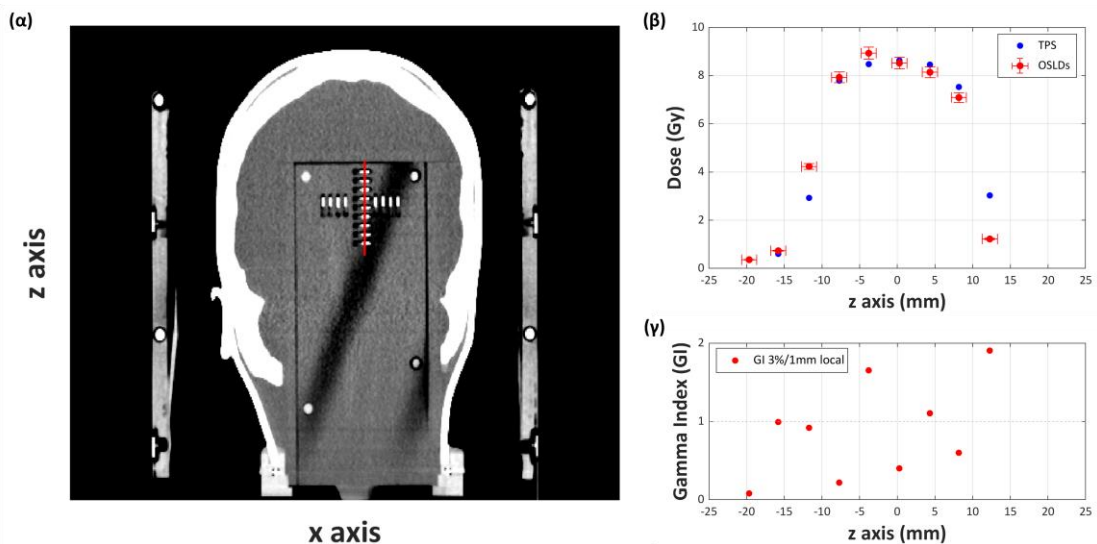 (α)
z axis
x axis
(β)
TPS
OSLDs
Dose (Gy)
10
8
6
4
2
0
-25 -20 -15 -10 -5 0 5 10 15 20 25
z axis (mm)
(γ)
GI 3%/1mm local
Gamma Index (GI)
2
1
0
-25 -20 -15 -10 -5 0 5 10 15 20 25
z axis (mm)